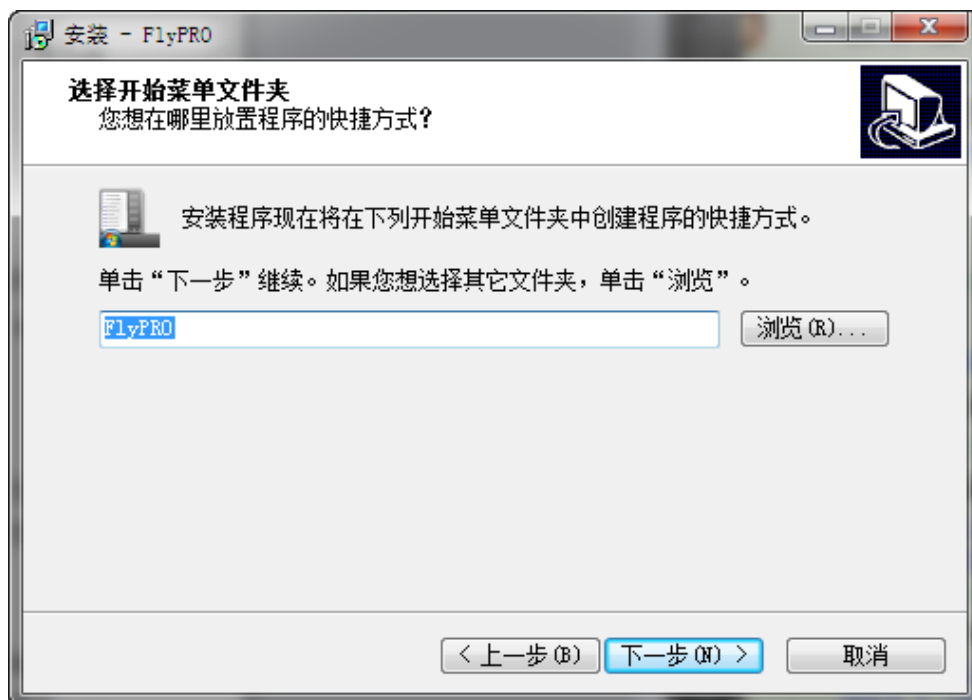 安装 - FlyPRO
选择开始菜单文件夹
您想在哪里放置程序的快捷方式?
安装程序现在将在下列开始菜单文件夹中创建程序的快捷方式。
单击“下一步”继续。如果您想选择其它文件夹，单击“浏览”。
FlyPRO
浏览(R)...
< 上一步(B)
下一步(N) >
取消